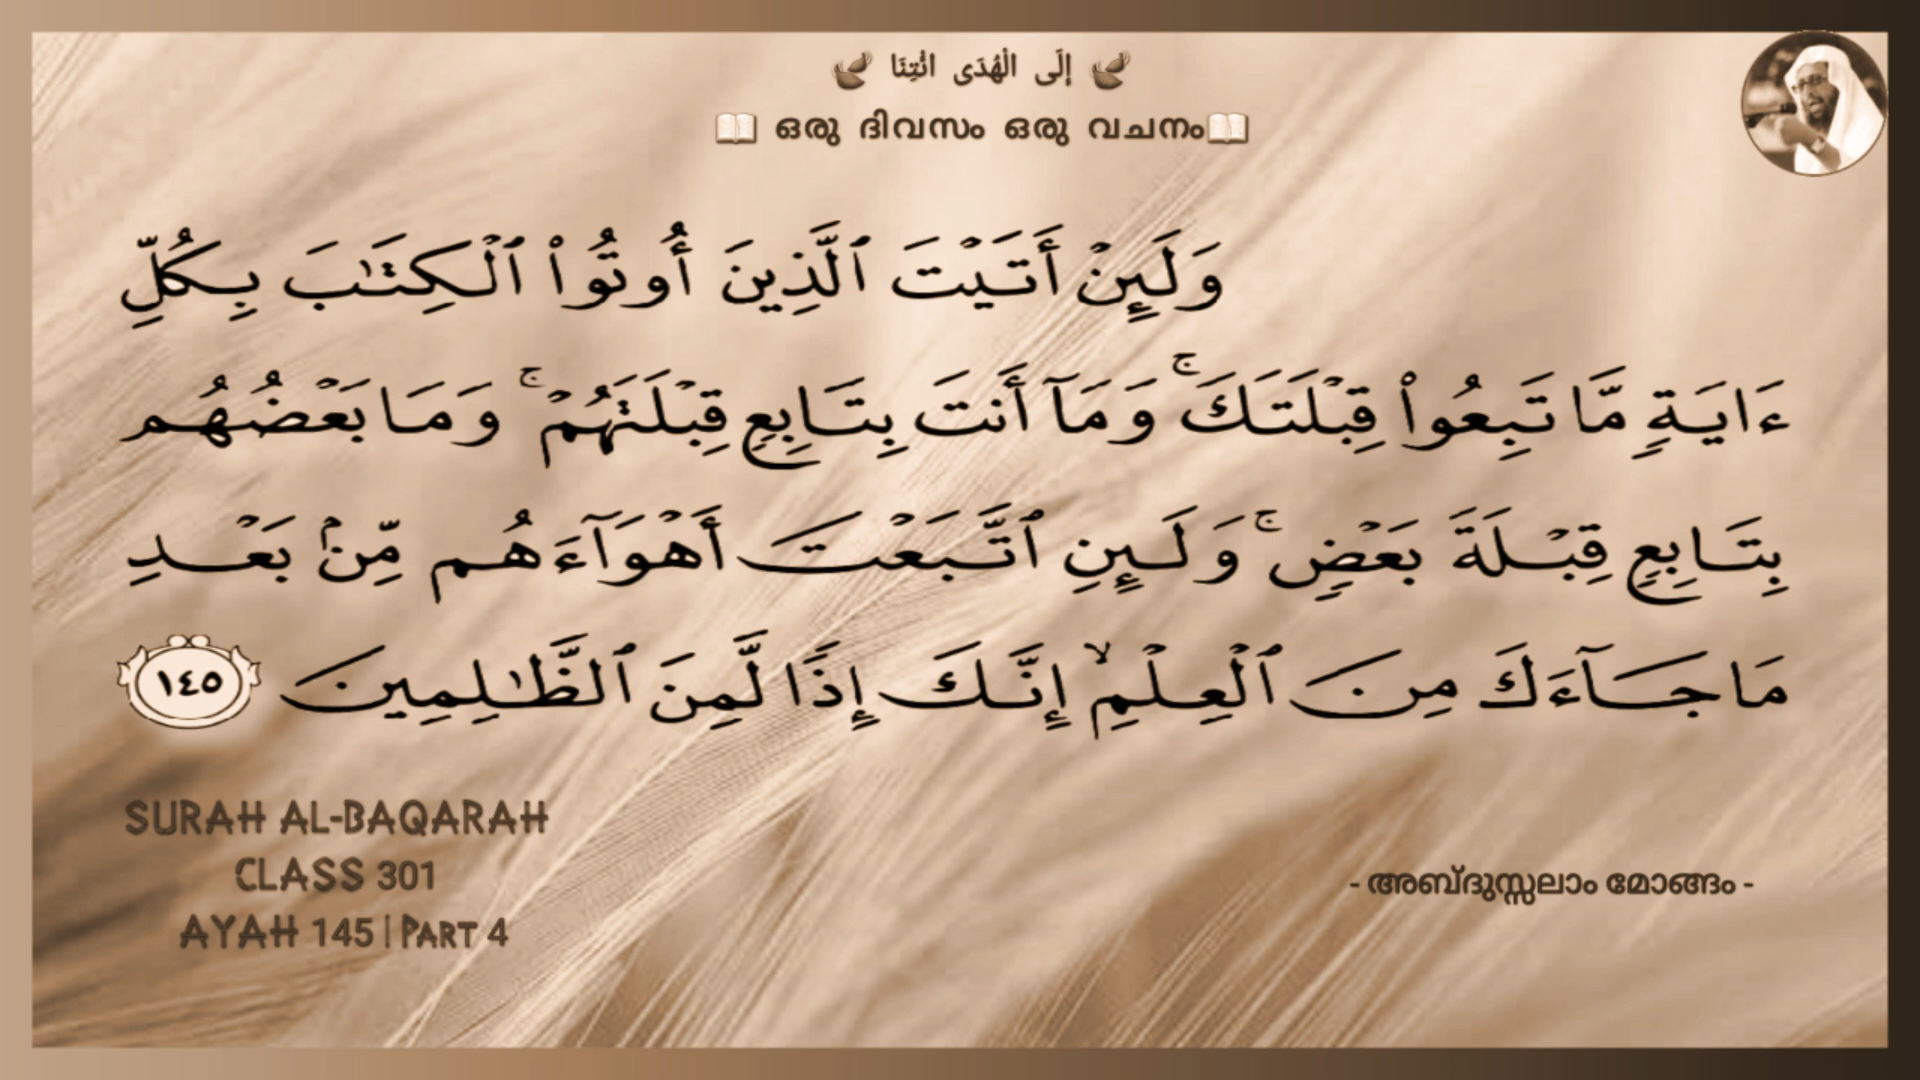 إلَى الْهُدَى ائْتِنَا
ഒരു ദിവസം ഒരു വചനം
وَلَئِنْ أَتَيْتَ ٱلَّذِينَ أُوتُوا۟ ٱلْكِتَـٰبَ بِكُلِّ
ءَايَةٍ مَّا تَبِعُوا۟ قِبْلَتَكَ ۚ وَمَآ أَنتَ بِتَابِعٍ قِبْلَتَهُمْ ۚ وَمَا بَعْضُهُم
بِتَابِعٍ قِبْلَةَ بَعْضٍ ۚ وَلَئِنِ ٱتَّبَعْتَ أَهْوَآءَهُم مِّنۢ بَعْدِ
مَا جَآءَكَ مِنَ ٱلْعِلْمِ ۙ إِنَّكَ إِذًا لَّمِنَ ٱلظَّـٰلِمِينَ ١٤٥
SURAH AL-BAQARAH
CLASS 301
AYAH 145 | PART 4
- അബ്ദുസ്സലാം മോങ്ങം -